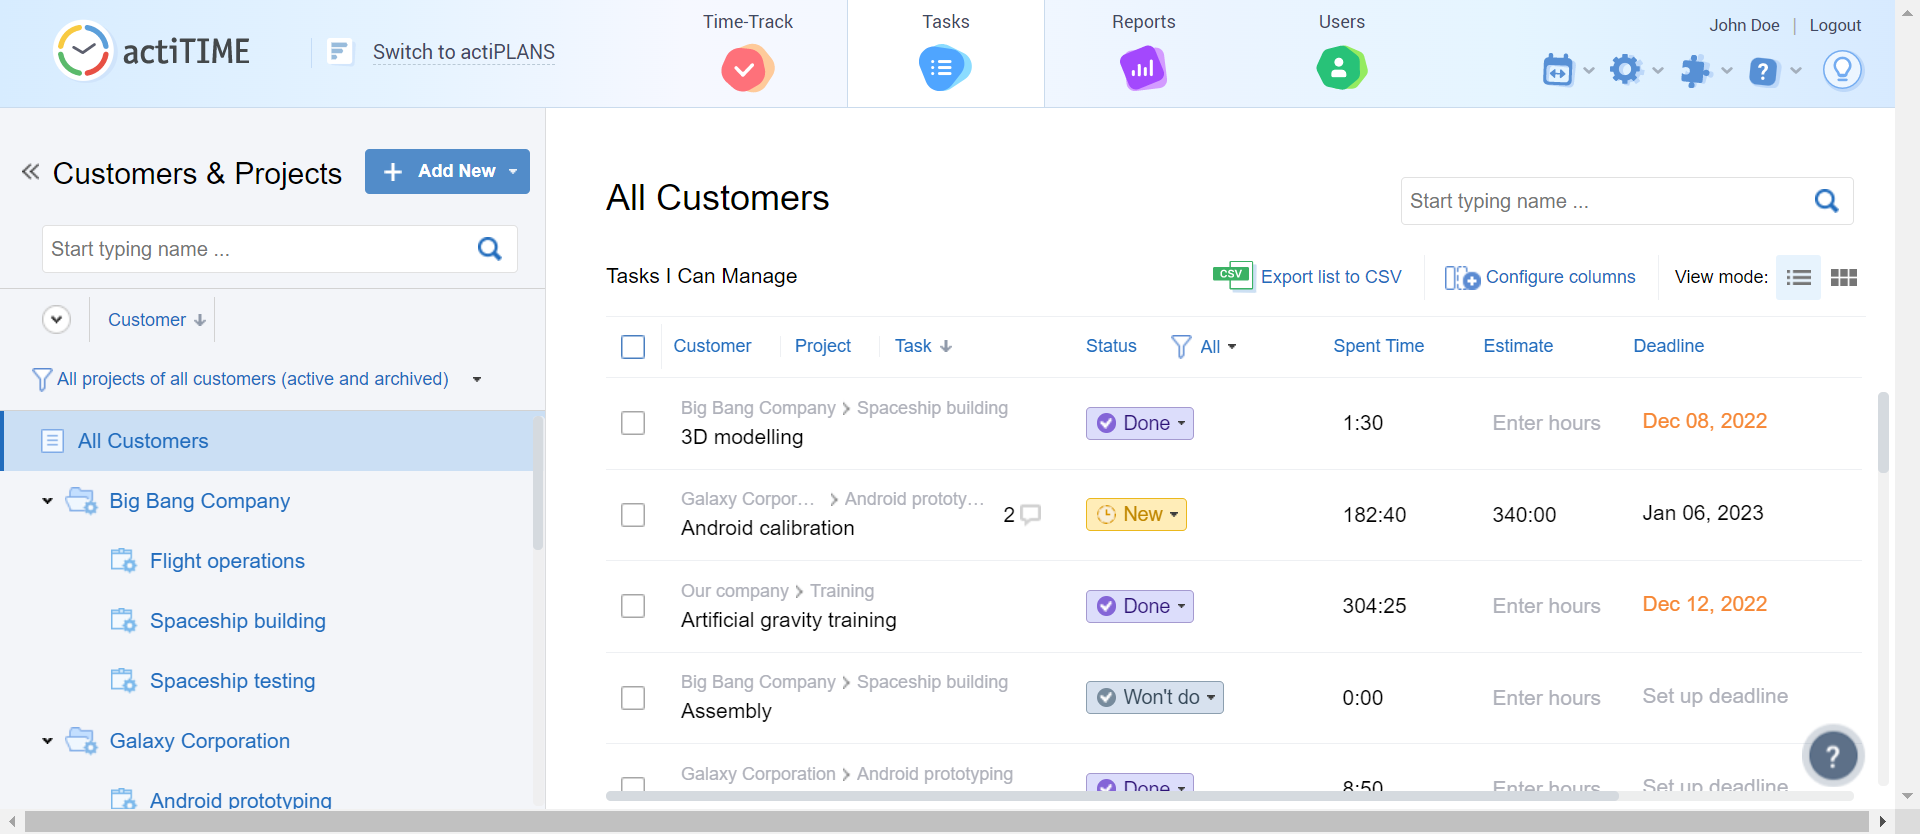 actiTIME
Switch to actiPLANS
Time-Track
Tasks
Reports
Users
John Doe
Logout
Customers & Projects
Add New
Start typing name ...
Customer
All projects of all customers (active and archived)
All Customers
Big Bang Company
Flight operations
Spaceship building
Spaceship testing
Galaxy Corporation
Android prototyping
All Customers
Start typing name ...
Tasks I Can Manage
CSV Export list to CSV
Configure columns
View mode:
Customer Project Task Status All Spent Time Estimate Deadline
Big Bang Company Spaceship building
3D modelling
Done 1:30 Enter hours Dec 08, 2022
Galaxy Corpor... Android prototy...
Android calibration
2 New 182:40 340:00 Jan 06, 2023
Our company Training
Artificial gravity training
Done 304:25 Enter hours Dec 12, 2022
Big Bang Company Spaceship building
Assembly
Won't do 0:00 Enter hours Set up deadline
Galaxy Corporation Android prototyping
Done 8:50 Enter hours Set up deadline
?